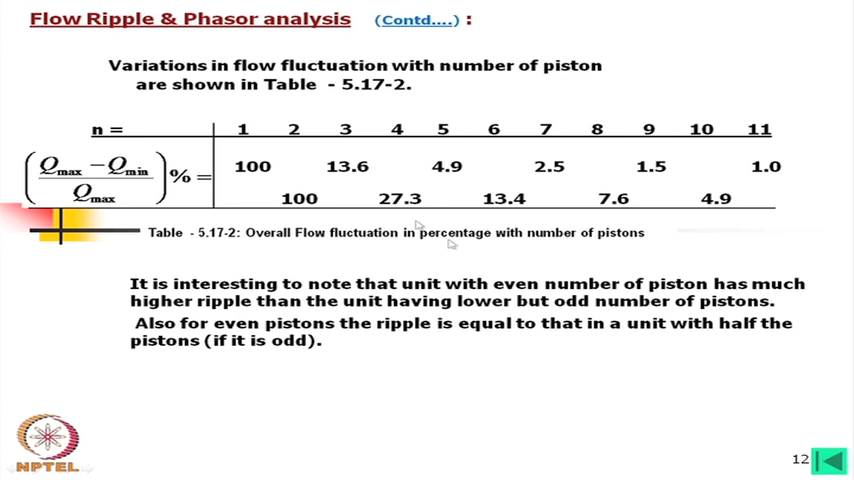 Flow Ripple & Phasor analysis (Contd....) :
Variations in flow fluctuation with number of piston
are shown in Table - 5.17-2.
n = 1 2 3 4 5 6 7 8 9 10 11
(Qmax − Qmin / Qmax) % = 100 13.6 4.9 2.5 1.5 1.0
100 27.3 13.4 7.6 4.9
Table - 5.17-2: Overall Flow fluctuation in percentage with number of pistons
It is interesting to note that unit with even number of piston has much
higher ripple than the unit having lower but odd number of pistons.
Also for even pistons the ripple is equal to that in a unit with half the
pistons (if it is odd).
NPTEL
12